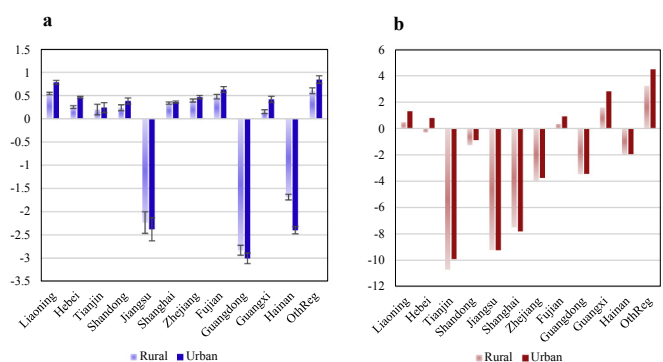 a
1.5
1
0.5
0
-0.5
-1
-1.5
-2
-2.5
-3
-3.5
Liaoning
Hebei
Tianjin
Shandong
Jiangsu
Shanghai
Zhejiang
Fujian
Guangdong
Guangxi
Hainan
OthReg
Rural Urban
b
6
4
2
0
-2
-4
-6
-8
-10
-12
Liaoning
Hebei
Tianjin
Shandong
Jiangsu
Shanghai
Zhejiang
Fujian
Guangdong
Guangxi
Hainan
OthReg
Rural Urban